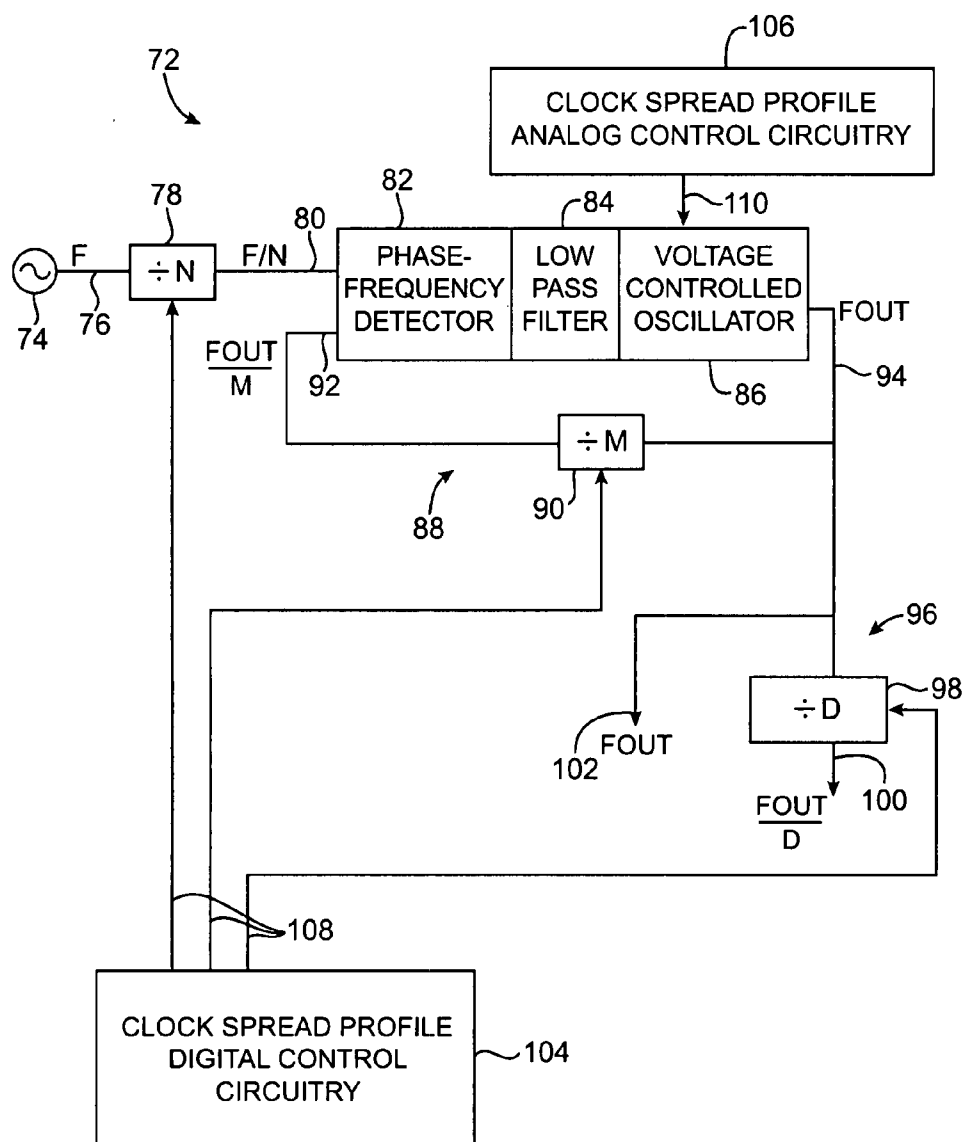 106
72
CLOCK SPREAD PROFILE
ANALOG CONTROL CIRCUITRY
82
84
110
78
80
F
÷ N
F/N
PHASE-
FREQUENCY
DETECTOR
LOW
PASS
FILTER
VOLTAGE
CONTROLLED
OSCILLATOR
FOUT
74
76
FOUT
M
92
86
94
÷ M
88
90
96
98
÷ D
102
FOUT
100
FOUT
D
108
CLOCK SPREAD PROFILE
DIGITAL CONTROL
CIRCUITRY
104